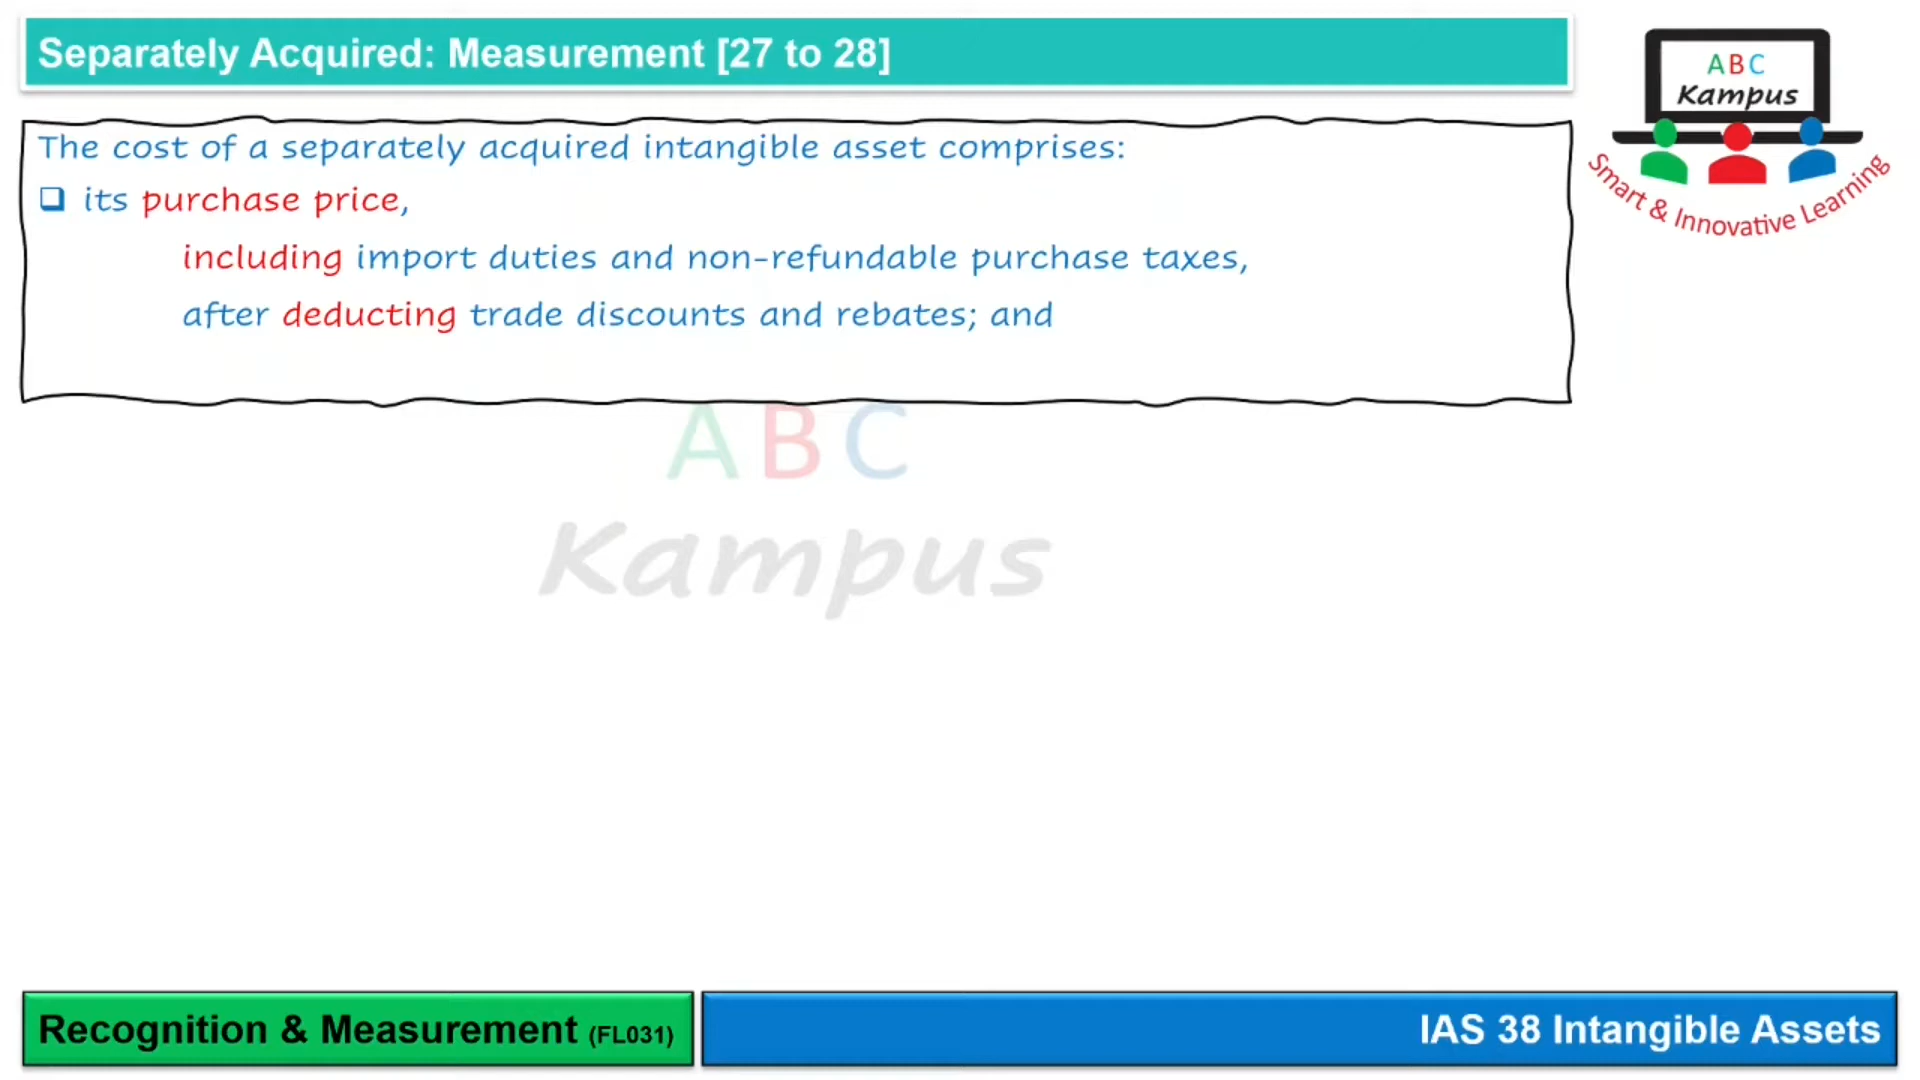 Separately Acquired: Measurement [27 to 28]
ABC
Kampus
Smart & Innovative Learning
The cost of a separately acquired intangible asset comprises:
❑ its purchase price,
including import duties and non-refundable purchase taxes,
after deducting trade discounts and rebates; and
ABC
Kampus
Recognition & Measurement (FL031)
IAS 38 Intangible Assets